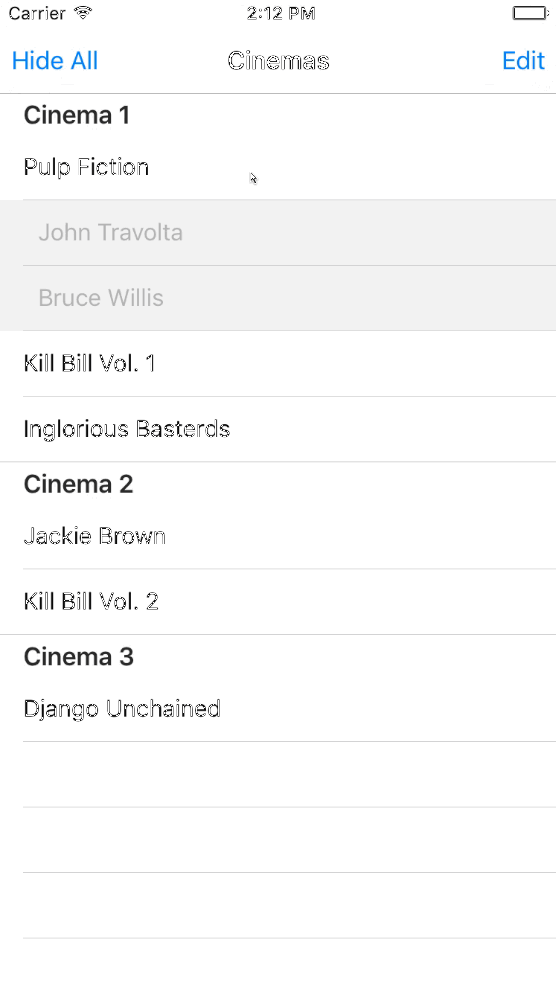 Carrier 2:12 PM
Hide All Cinemas Edit
Cinema 1
Pulp Fiction
John Travolta
Bruce Willis
Kill Bill Vol. 1
Inglorious Basterds
Cinema 2
Jackie Brown
Kill Bill Vol. 2
Cinema 3
Django Unchained